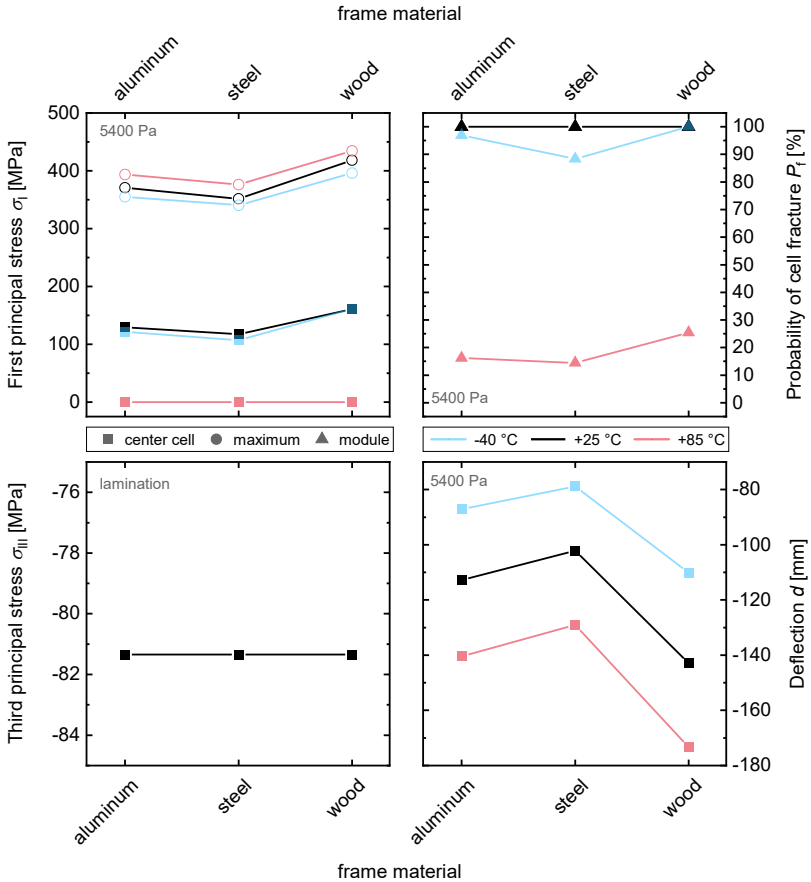 frame material
aluminum steel wood aluminum steel wood
500
400
300
200
100
0
First principal stress σI [MPa]
5400 Pa
100
90
80
70
60
50
40
30
20
10
0
Probability of cell fracture Pf [%]
5400 Pa
center cell maximum module
-40 °C +25 °C +85 °C
-76
-78
-80
-82
-84
Third principal stress σIII [MPa]
lamination
5400 Pa
-80
-100
-120
-140
-160
-180
Deflection d [mm]
aluminum steel wood aluminum steel wood
frame material